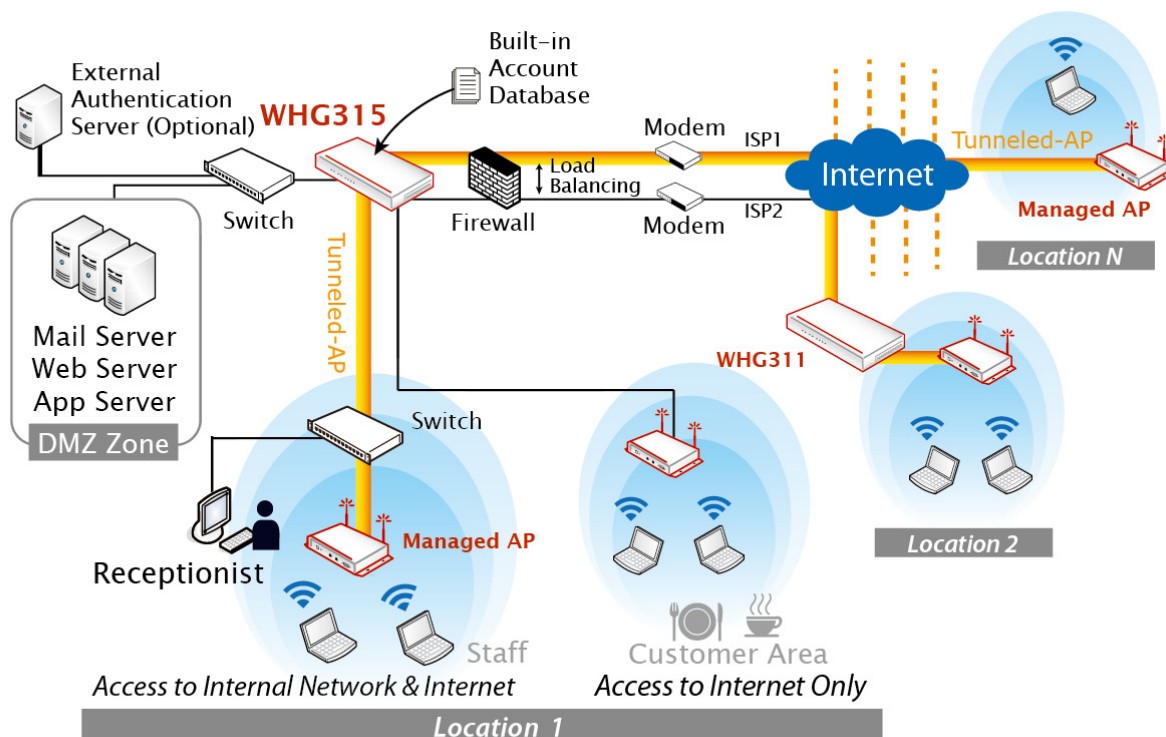 External
Authentication
Server (Optional)
WHG315
Built-in
Account
Database
Switch
Firewall
Load
Balancing
Modem
ISP1
Modem
ISP2
Internet
Tunneled-AP
Managed AP
Location N
Mail Server
Web Server
App Server
DMZ Zone
Tunneled-AP
Switch
Receptionist
Managed AP
Staff
Access to Internal Network & Internet
Customer Area
Access to Internet Only
Location 1
WHG311
Location 2